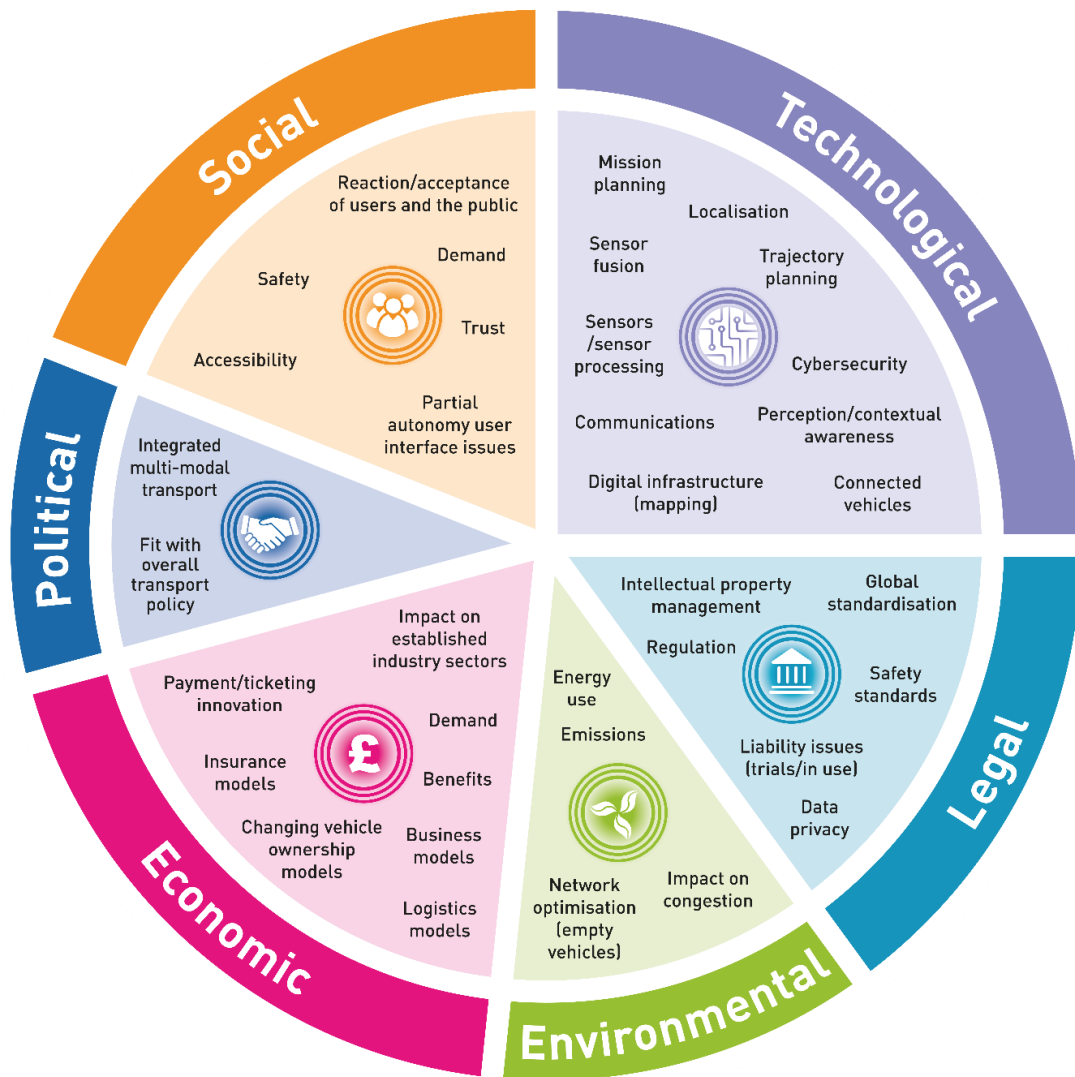 Social
Reaction/acceptance
of users and the public
Demand
Safety
Trust
Accessibility
Partial
autonomy user
interface issues
Technological
Mission
planning
Localisation
Sensor
fusion
Trajectory
planning
Sensors
/sensor
processing
Cybersecurity
Communications
Perception/contextual
awareness
Digital infrastructure
(mapping)
Connected
vehicles
Legal
Intellectual property
management
Global
standardisation
Regulation
Safety
standards
Liability issues
(trials/in use)
Data
privacy
Environmental
Energy
use
Emissions
Network
optimisation
(empty
vehicles)
Impact on
congestion
Economic
Impact on
established
industry sectors
Payment/ticketing
innovation
Demand
£
Insurance
models
Benefits
Changing vehicle
ownership
models
Business
models
Logistics
models
Political
Integrated
multi-modal
transport
Fit with
overall
transport
policy